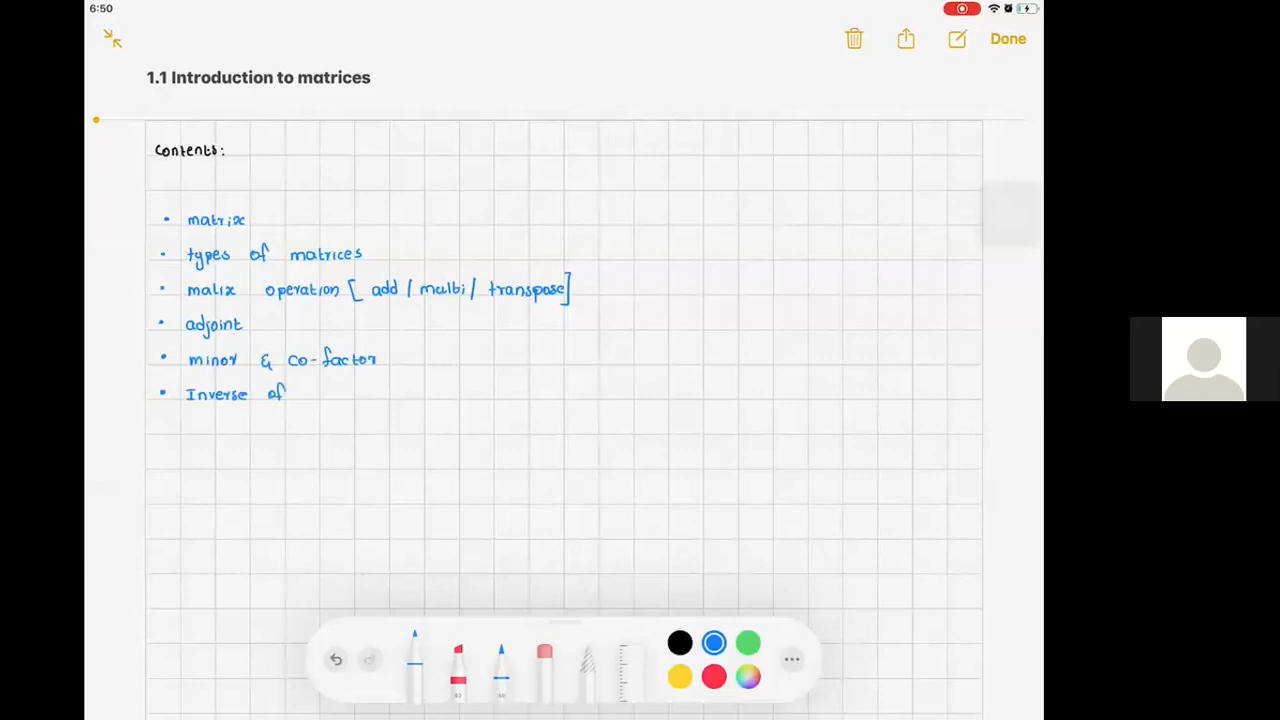 6:50
Done
1.1 Introduction to matrices
Contents:
• matrix
• types of matrices
• matix operation [ add / multi / transpose]
• adjoint
• minor & co-factor
• Inverse of